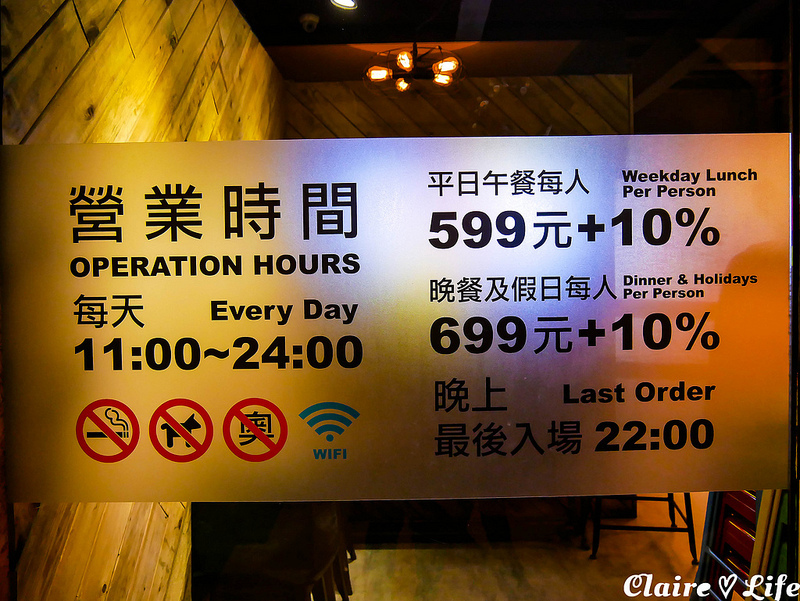 營業時間
OPERATION HOURS
每天 Every Day
11:00~24:00
奧
WIFI
平日午餐每人 Weekday Lunch Per Person
599元+10%
晚餐及假日每人 Dinner & Holidays Per Person
699元+10%
晚上 Last Order
最後入場 22:00
Claire♡Life